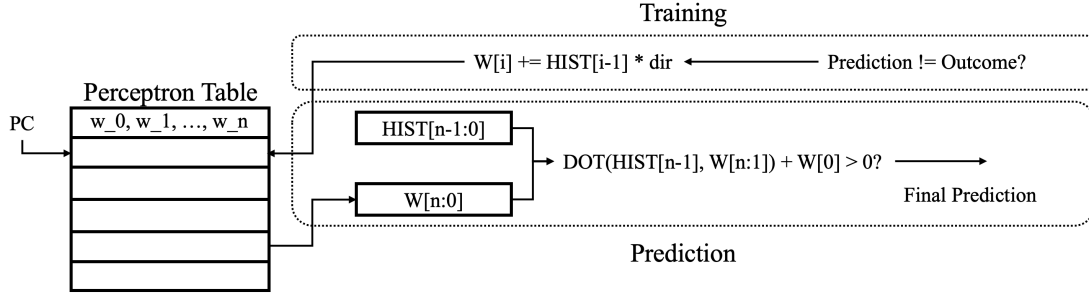 Training
W[i] += HIST[i-1] * dir
Prediction != Outcome?
Perceptron Table
PC
w_0, w_1, ..., w_n
HIST[n-1:0]
DOT(HIST[n-1], W[n:1]) + W[0] > 0?
W[n:0]
Final Prediction
Prediction